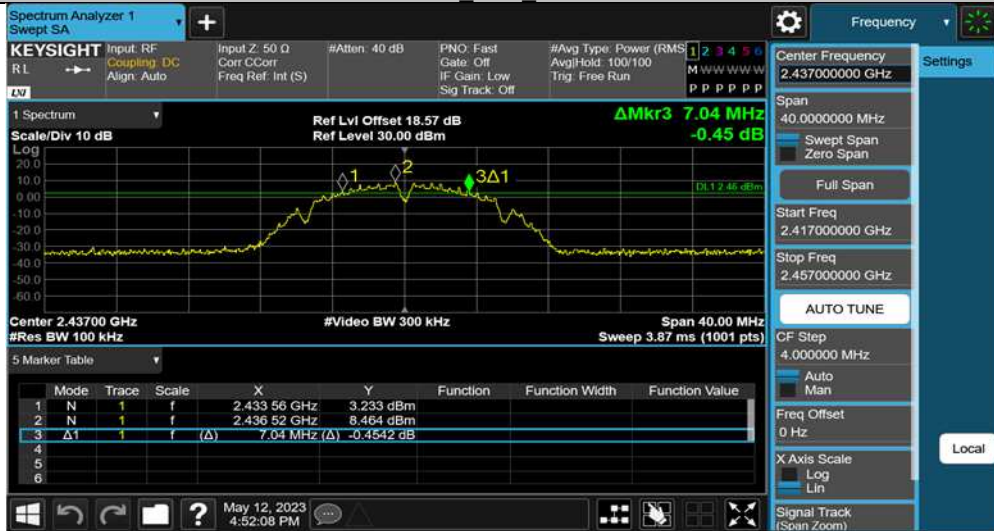 Spectrum Analyzer 1
Swept SA
+
Frequency
KEYSIGHT
RL
LXI
Input: RF
Coupling: DC
Align: Auto
Input Z: 50 Ω
Corr CCorr
Freq Ref: Int (S)
#Atten: 40 dB
PNO: Fast
Gate: Off
IF Gain: Low
Sig Track: Off
#Avg Type: Power (RMS
Avg|Hold: 100/100
Trig: Free Run
1 2 3 4 5 6
M W W W W W
P P P P P P
1 Spectrum
Scale/Div 10 dB
Ref Lvl Offset 18.57 dB
Ref Level 30.00 dBm
ΔMkr3 7.04 MHz
-0.45 dB
Log
20.0
10.0
0.00
-10.0
-20.0
-30.0
-40.0
-50.0
-60.0
1
2
3Δ1
DL1 2.46 dBm
Center 2.43700 GHz
#Res BW 100 kHz
#Video BW 300 kHz
Span 40.00 MHz
Sweep 3.87 ms (1001 pts)
5 Marker Table
Mode Trace Scale X Y Function Function Width Function Value
1 N 1 f 2.433 56 GHz 3.233 dBm
2 N 1 f 2.436 52 GHz 8.464 dBm
3 Δ1 1 f (Δ) 7.04 MHz (Δ) -0.4542 dB
4
5
6
May 12, 2023
4:52:08 PM
?
Center Frequency
2.437000000 GHz
Span
40.0000000 MHz
Swept Span
Zero Span
Full Span
Start Freq
2.417000000 GHz
Stop Freq
2.457000000 GHz
AUTO TUNE
CF Step
4.000000 MHz
Auto
Man
Freq Offset
0 Hz
X Axis Scale
Log
Lin
Signal Track
(Span Zoom)
Settings
Local